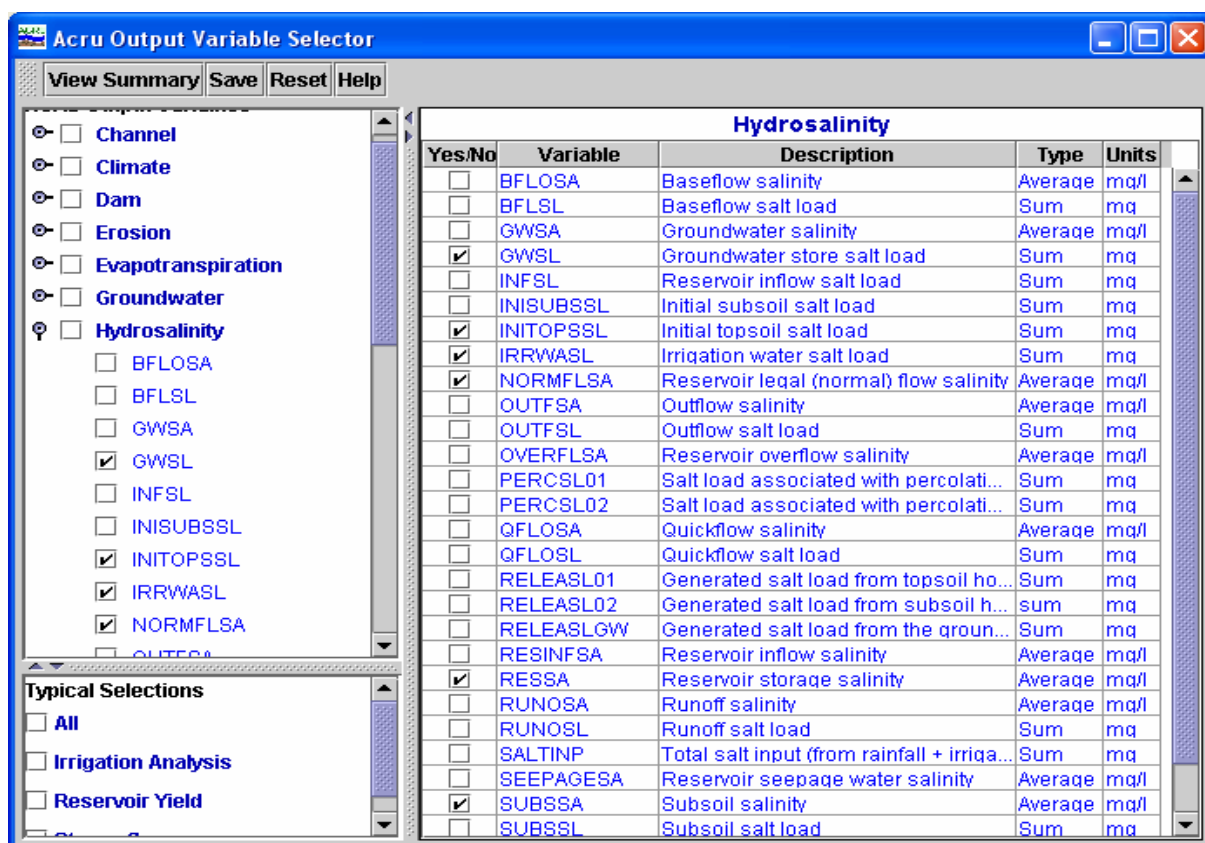 Acru Output Variable Selector
View Summary Save Reset Help
Channel
Climate
Dam
Erosion
Evapotranspiration
Groundwater
Hydrosalinity
BFLOSA
BFLSL
GWSA
GWSL
INFSL
INISUBSSL
INITOPSSL
IRRWASL
NORMFLSA
Typical Selections
All
Irrigation Analysis
Reservoir Yield
Hydrosalinity
Yes/No Variable Description Type Units
BFLOSA Baseflow salinity Average mg/l
BFLSL Baseflow salt load Sum mg
GWSA Groundwater salinity Average mg/l
GWSL Groundwater store salt load Sum mg
INFSL Reservoir inflow salt load Sum mg
INISUBSSL Initial subsoil salt load Sum mg
INITOPSSL Initial topsoil salt load Sum mg
IRRWASL Irrigation water salt load Sum mg
NORMFLSA Reservoir legal (normal) flow salinity Average mg/l
OUTFSA Outflow salinity Average mg/l
OUTFSL Outflow salt load Sum mg
OVERFLSA Reservoir overflow salinity Average mg/l
PERCSL01 Salt load associated with percolati... Sum mg
PERCSL02 Salt load associated with percolati... Sum mg
QFLOSA Quickflow salinity Average mg/l
QFLOSL Quickflow salt load Sum mg
RELEASL01 Generated salt load from topsoil ho... Sum mg
RELEASL02 Generated salt load from subsoil h... sum mg
RELEASLGW Generated salt load from the groun... Sum mg
RESINFSA Reservoir inflow salinity Average mg/l
RESSA Reservoir storage salinity Average mg/l
RUNOSA Runoff salinity Average mg/l
RUNOSL Runoff salt load Sum mg
SALTINP Total salt input (from rainfall + irriga... Sum mg
SEEPAGESA Reservoir seepage water salinity Average mg/l
SUBSSA Subsoil salinity Average mg/l
SUBSSL Subsoil salt load Sum mg